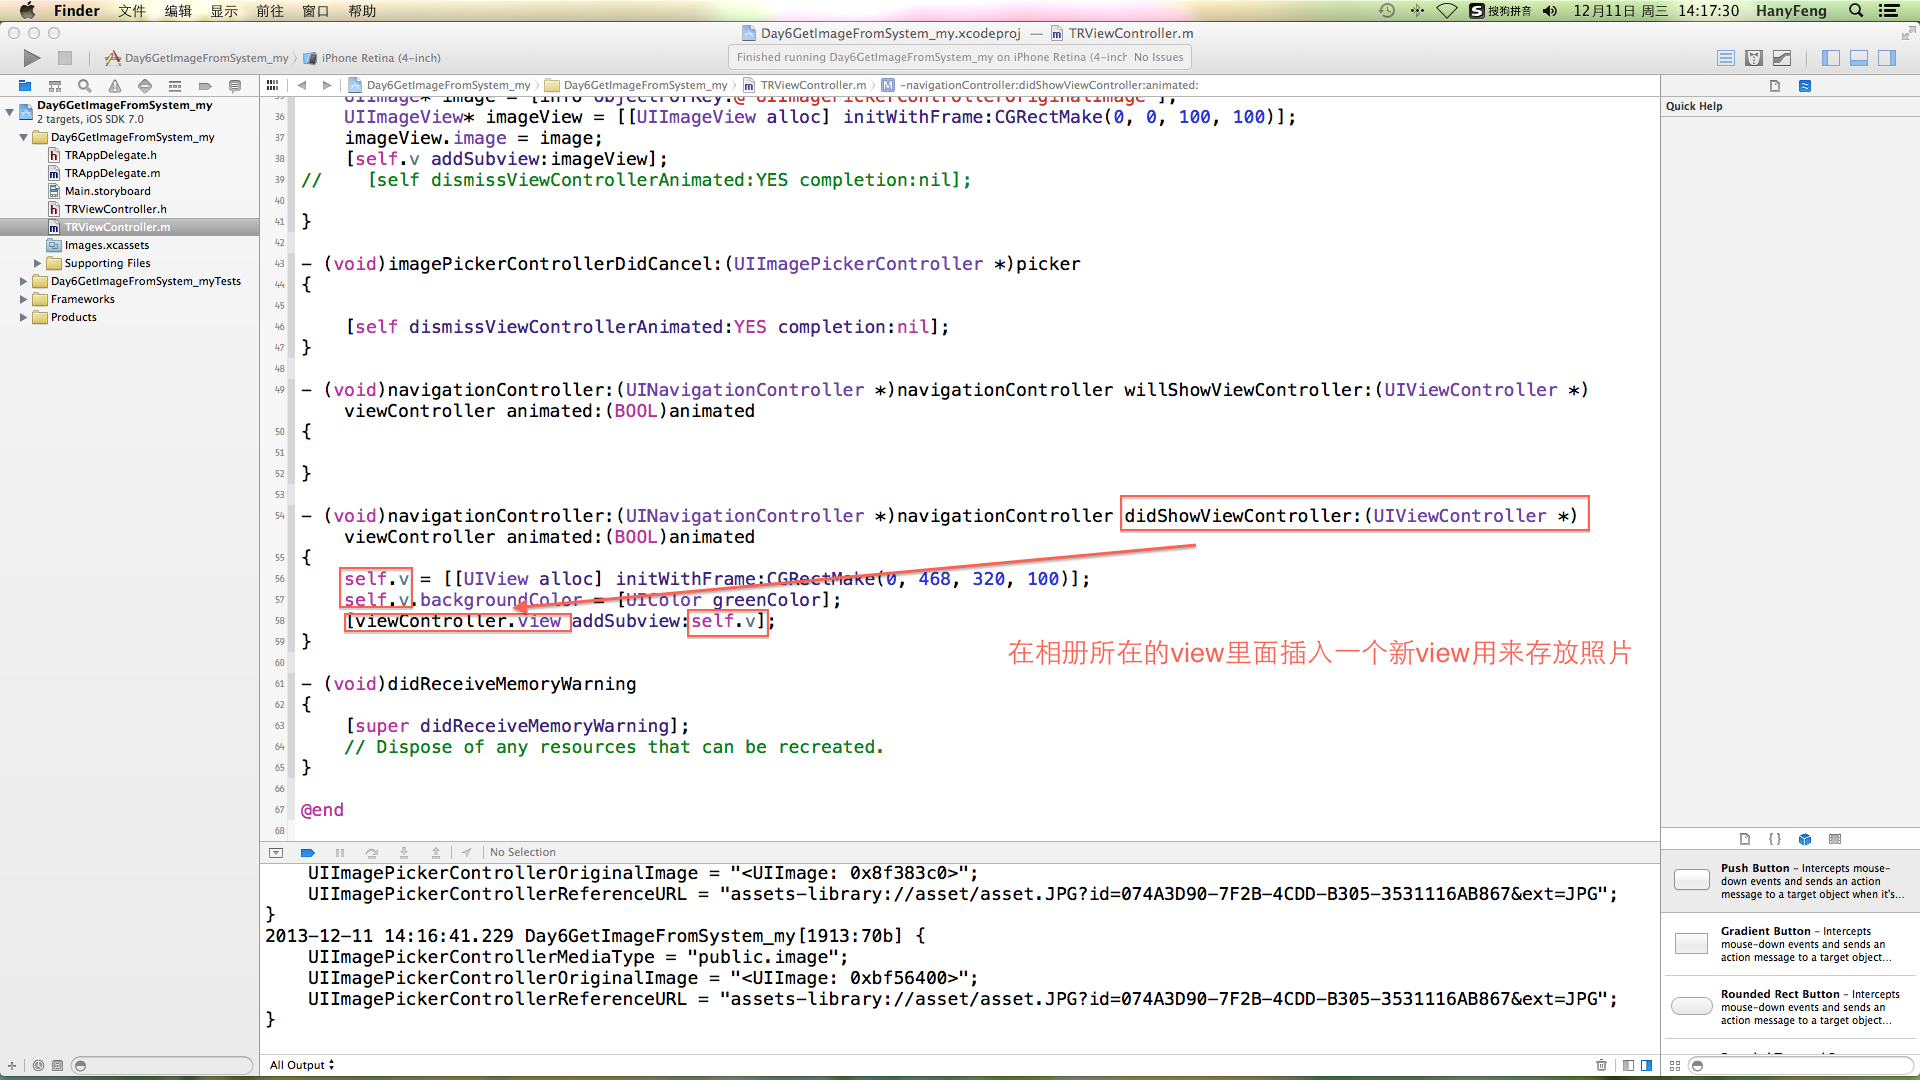 Finder 文件 编辑 显示 前往 窗口 帮助 S 搜狗拼音 12月11日 周三 14:17:30 HanyFeng
Day6GetImageFromSystem_my.xcodeproj — TRViewController.m
Day6GetImageFromSystem_my iPhone Retina (4-inch) Finished running Day6GetImageFromSystem_my on iPhone Retina (4-inch No Issues
Day6GetImageFromSystem_my Day6GetImageFromSystem_my TRViewController.m M -navigationController:didShowViewController:animated:
Day6GetImageFromSystem_my
2 targets, iOS SDK 7.0
Day6GetImageFromSystem_my
h TRAppDelegate.h
m TRAppDelegate.m
Main.storyboard
h TRViewController.h
m TRViewController.m
Images.xcassets
Supporting Files
Day6GetImageFromSystem_myTests
Frameworks
Products
UIImage* image = [info objectForKey:@"UIImagePickerControllerOriginalImage"];
36 UIImageView* imageView = [[UIImageView alloc] initWithFrame:CGRectMake(0, 0, 100, 100)];
37 imageView.image = image;
38 [self.v addSubview:imageView];
39 //    [self dismissViewControllerAnimated:YES completion:nil];
40
41 }
42
43 - (void)imagePickerControllerDidCancel:(UIImagePickerController *)picker
44 {
45
46 [self dismissViewControllerAnimated:YES completion:nil];
47 }
48
49 - (void)navigationController:(UINavigationController *)navigationController willShowViewController:(UIViewController *)
viewController animated:(BOOL)animated
50 {
51
52 }
53
54 - (void)navigationController:(UINavigationController *)navigationController didShowViewController:(UIViewController *)
viewController animated:(BOOL)animated
55 {
56 self.v = [[UIView alloc] initWithFrame:CGRectMake(0, 468, 320, 100)];
57 self.v.backgroundColor = [UIColor greenColor];
58 [viewController.view addSubview:self.v];
59 }
在相册所在的view里面插入一个新view用来存放照片
60
61 - (void)didReceiveMemoryWarning
62 {
63 [super didReceiveMemoryWarning];
64 // Dispose of any resources that can be recreated.
65 }
66
67 @end
68
No Selection
UIImagePickerControllerOriginalImage = "<UIImage: 0x8f383c0>";
UIImagePickerControllerReferenceURL = "assets-library://asset/asset.JPG?id=074A3D90-7F2B-4CDD-B305-3531116AB867&ext=JPG";
}
2013-12-11 14:16:41.229 Day6GetImageFromSystem_my[1913:70b] {
UIImagePickerControllerMediaType = "public.image";
UIImagePickerControllerOriginalImage = "<UIImage: 0xbf56400>";
UIImagePickerControllerReferenceURL = "assets-library://asset/asset.JPG?id=074A3D90-7F2B-4CDD-B305-3531116AB867&ext=JPG";
}
All Output
Quick Help
{ }
Push Button – Intercepts mouse-
down events and sends an action
message to a target object when it's...
Gradient Button – Intercepts
mouse-down events and sends an
action message to a target object...
Rounded Rect Button – Intercepts
mouse-down events and sends an
action message to a target object...